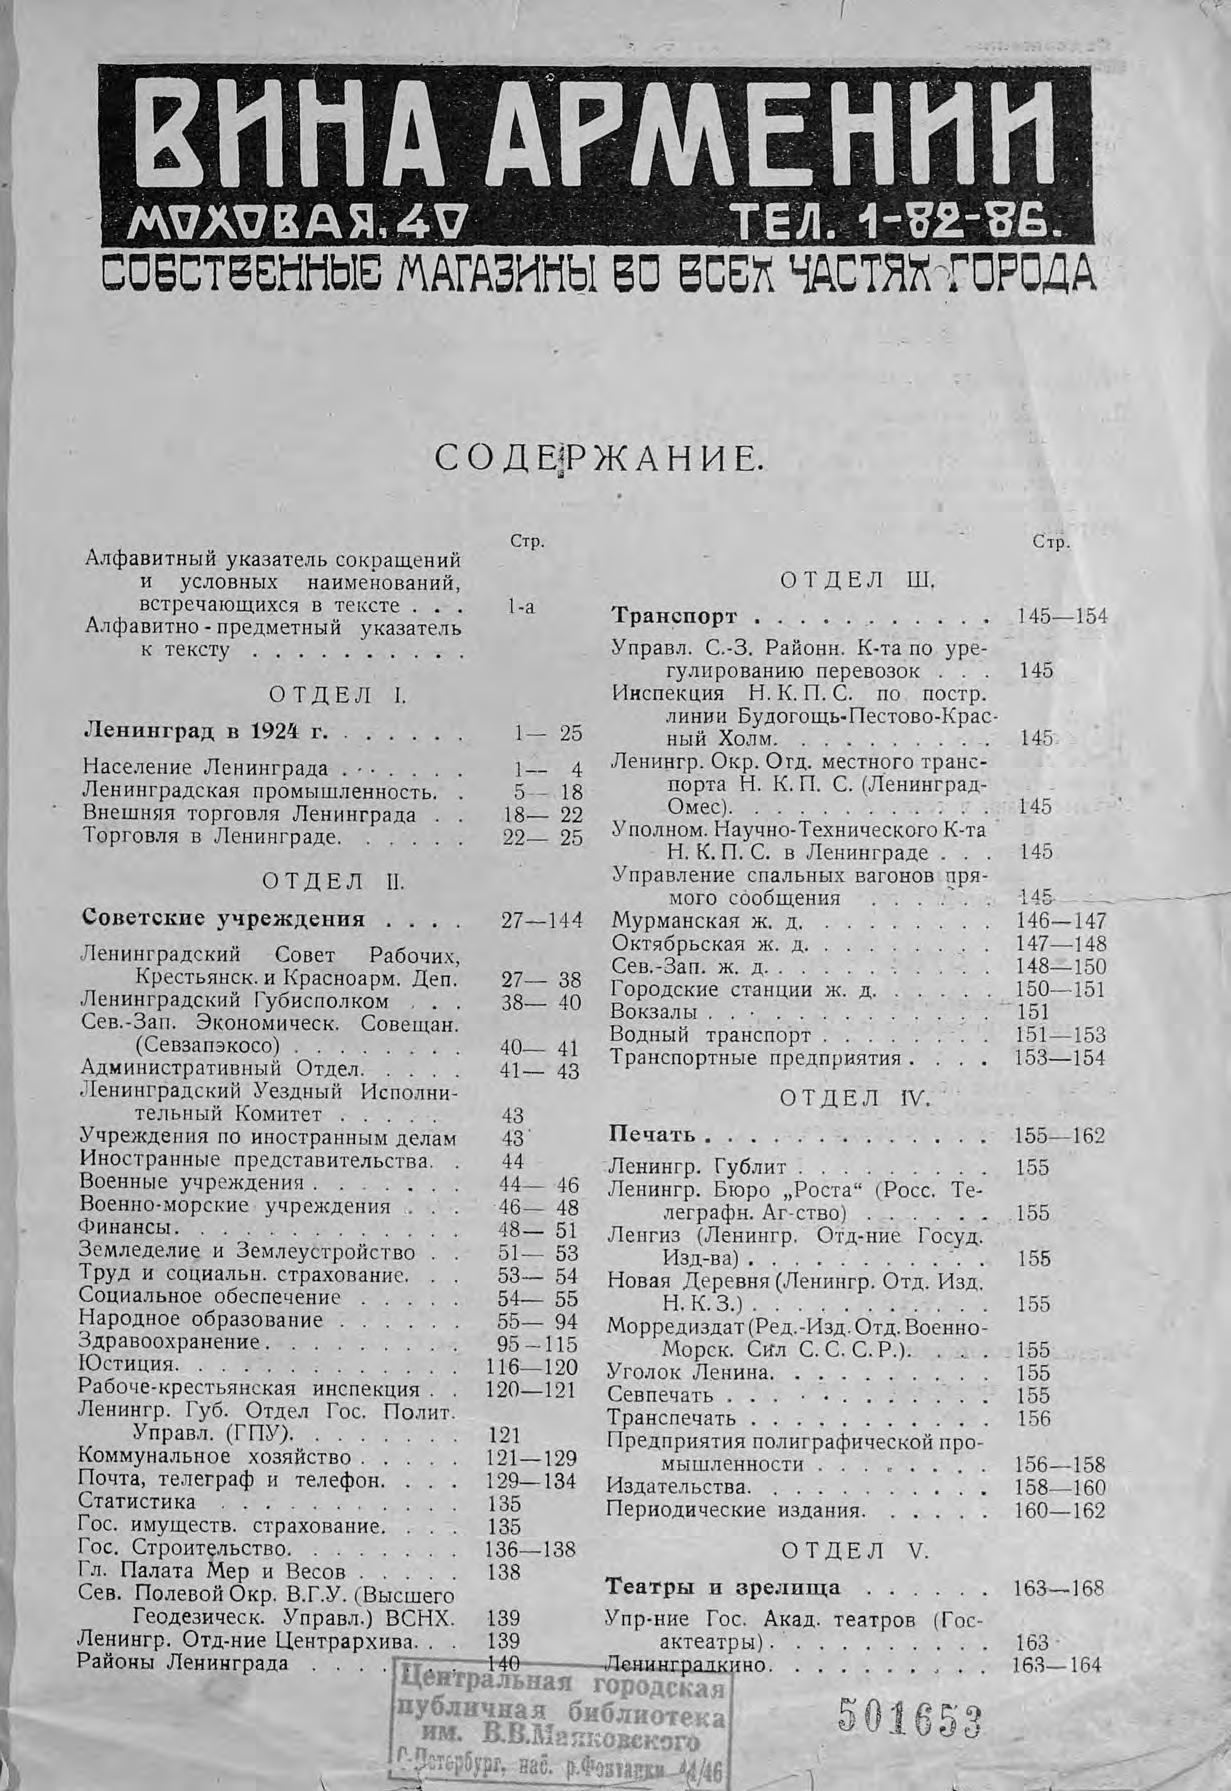 ВИНА АРМЕНИИ
МОХОВАЯ, 40 ТЕЛ. 1-82-86.
СОБСТВЕННЫЕ МАГАЗИНЫ ВО ВСЕХ ЧАСТЯХ ГОРОДА
СОДЕРЖАНИЕ.
Стр.
Алфавитный указатель сокращений
и условных наименований,
встречающихся в тексте . . . 1-а
Алфавитно-предметный указатель
к тексту . . . . . . . . . .
ОТДЕЛ I.
Ленинград в 1924 г. . . . . . . 1— 25
Население Ленинграда . . . . . . 1— 4
Ленинградская промышленность. . 5— 18
Внешняя торговля Ленинграда . . 18— 22
Торговля в Ленинграде. . . . . . 22— 25
ОТДЕЛ II.
Советские учреждения . . . . 27—144
Ленинградский Совет Рабочих,
Крестьянск. и Красноарм. Деп. 27— 38
Ленинградский Губисполком . . . 38— 40
Сев.-Зап. Экономическ. Совещан.
(Севзапэкосо) . . . . . . . . 40— 41
Административный Отдел. . . . . 41— 43
Ленинградский Уездный Исполни-
тельный Комитет . . . . . 43
Учреждения по иностранным делам 43
Иностранные представительства. . 44
Военные учреждения . . . . . . . 44— 46
Военно-морские учреждения . . . 46— 48
Финансы. . . . . . . . . . . . . 48— 51
Земледелие и Землеустройство . . 51— 53
Труд и социальн. страхование. . . 53— 54
Социальное обеспечение . . . . . 54— 55
Народное образование . . . . . . 55— 94
Здравоохранение . . . . . . . . . 95—115
Юстиция. . . . . . . . . . . . . 116—120
Рабоче-крестьянская инспекция . . 120—121
Ленингр. Губ. Отдел Гос. Полит.
Управл. (ГПУ). . . . . . . . 121
Коммунальное хозяйство . . . . . 121—129
Почта, телеграф и телефон. . . . 129—134
Статистика . . . . . . . . . . . 135
Гос. имуществ. страхование. . . . 135
Гос. Строительство. . . . . . . . 136—138
Гл. Палата Мер и Весов . . . . . 138
Сев. Полевой Окр. В.Г.У. (Высшего
Геодезическ. Управл.) ВСНХ. 139
Ленингр. Отд-ние Центрархива. . . 139
Районы Ленинграда . . . . . . . 140
Стр.
ОТДЕЛ III.
Транспорт . . . . . . . . . . . 145—154
Управл. С.-З. Районн. К-та по уре-
гулированию перевозок . . . 145
Инспекция Н. К. П. С. по постр.
линии Будогощь-Пестово-Крас-
ный Холм. . . . . . . . . . 145
Ленингр. Окр. Отд. местного транс-
порта Н. К. П. С. (Ленинград-
Омес). . . . . . . . . . . . 145
Уполном. Научно-Технического К-та
Н. К. П. С. в Ленинграде . . . 145
Управление спальных вагонов пря-
мого сообщения . . . . . . 145
Мурманская ж. д. . . . . . . . . 146—147
Октябрьская ж. д. . . . . . . . . 147—148
Сев.-Зап. ж. д. . . . . . . . . . . 148—150
Городские станции ж. д. . . . . . 150—151
Вокзалы . . . . . . . . . . . . . 151
Водный транспорт . . . . . . . . 151—153
Транспортные предприятия . . . . 153—154
ОТДЕЛ IV.
Печать . . . . . . . . . . . . . 155—162
Ленингр. Гублит . . . . . . . . . 155
Ленингр. Бюро „Роста“ (Росс. Те-
леграфн. Аг-ство) . . . . . . 155
Ленгиз (Ленингр. Отд-ние Госуд.
Изд-ва) . . . . . . . . . . . 155
Новая Деревня (Ленингр. Отд. Изд.
Н. К. З.) . . . . . . . . . . . 155
Морредиздат (Ред.-Изд. Отд. Военно-
Морск. Сил С. С. С. Р.). . . . 155
Уголок Ленина. . . . . . . . . . 155
Севпечать . . . . . . . . . . . . 155
Транспечать . . . . . . . . . . . 156
Предприятия полиграфической про-
мышленности . . . . . . . . 156—158
Издательства. . . . . . . . . . . 158—160
Периодические издания. . . . . . 160—162
ОТДЕЛ V.
Театры и зрелища . . . . . . 163—168
Упр-ние Гос. Акад. театров (Гос-
актеатры) . . . . . . . . . . 163
Ленинградкино. . . . . . . . . . 163—164
Центральная городская
публичная библиотека
им. В.В.Маяковского
С-Петербург, наб. р.Фонтанки 44/46
501653